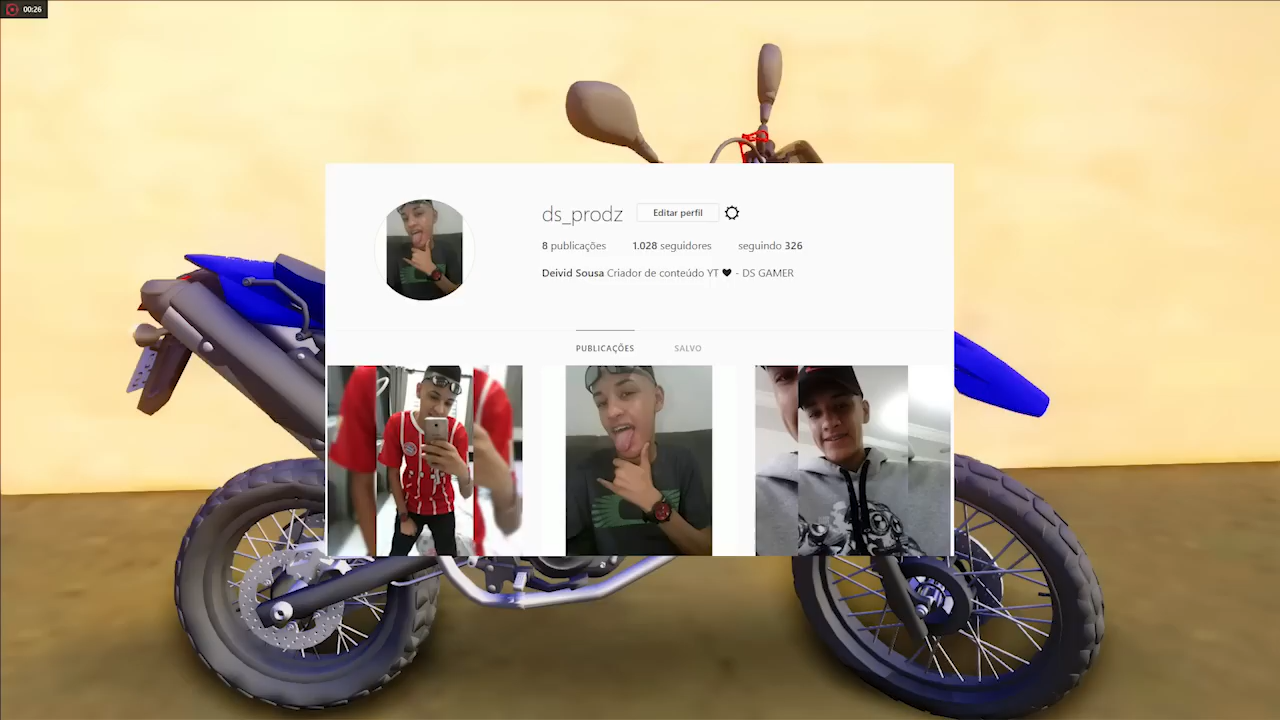 00:26
ds_prodz Editar perfil
8 publicações 1.028 seguidores seguindo 326
Deivid Sousa Criador de conteúdo YT 🖤 - DS GAMER
PUBLICAÇÕES SALVO